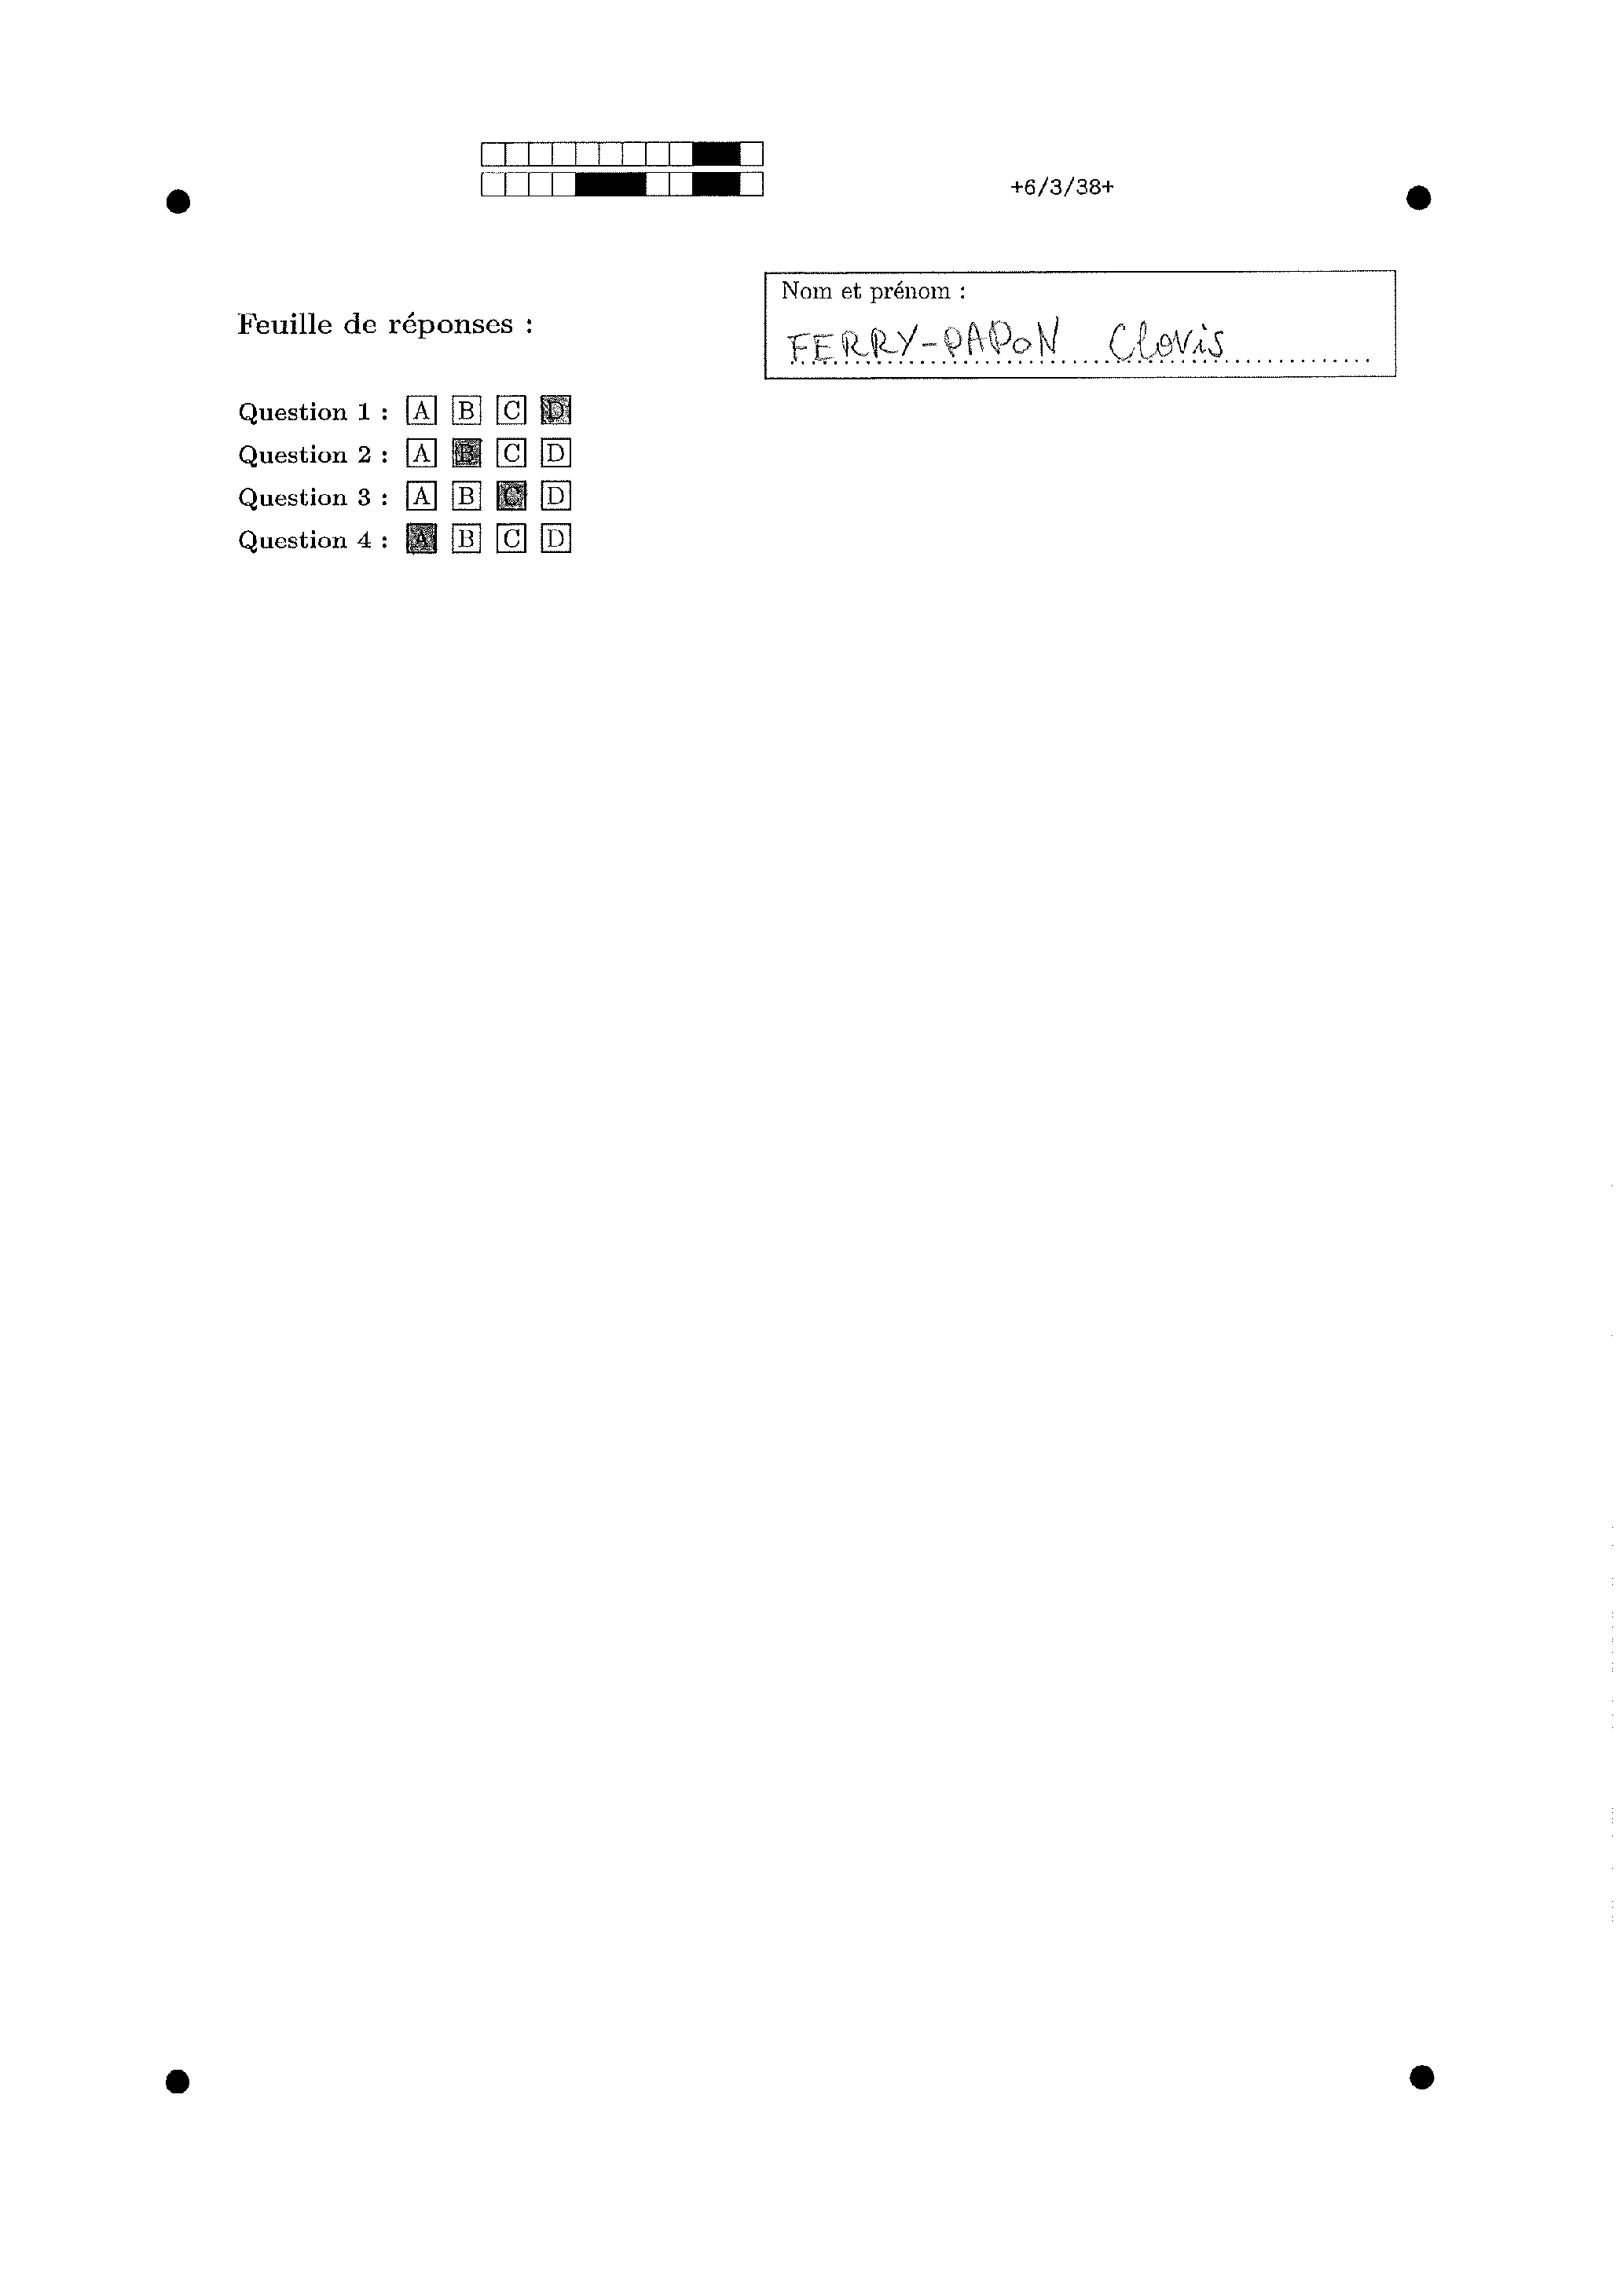 +6/3/38+
Nom et prénom :
FERRY-PAPON Clovis
Feuille de réponses :
Question 1 : A B C D
Question 2 : A B C D
Question 3 : A B C D
Question 4 : A B C D